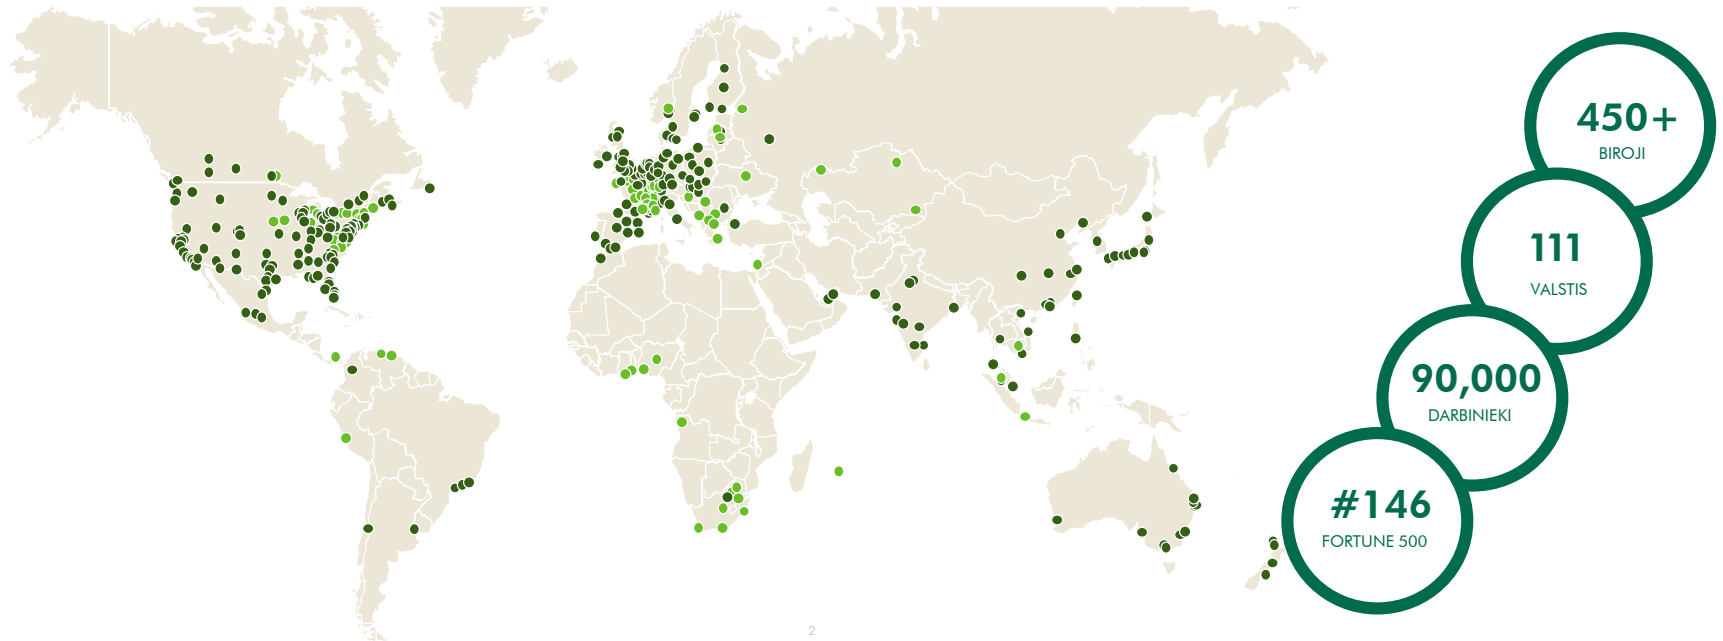 450+
BIROJI
111
VALSTIS
90,000
DARBINIEKI
#146
FORTUNE 500
2